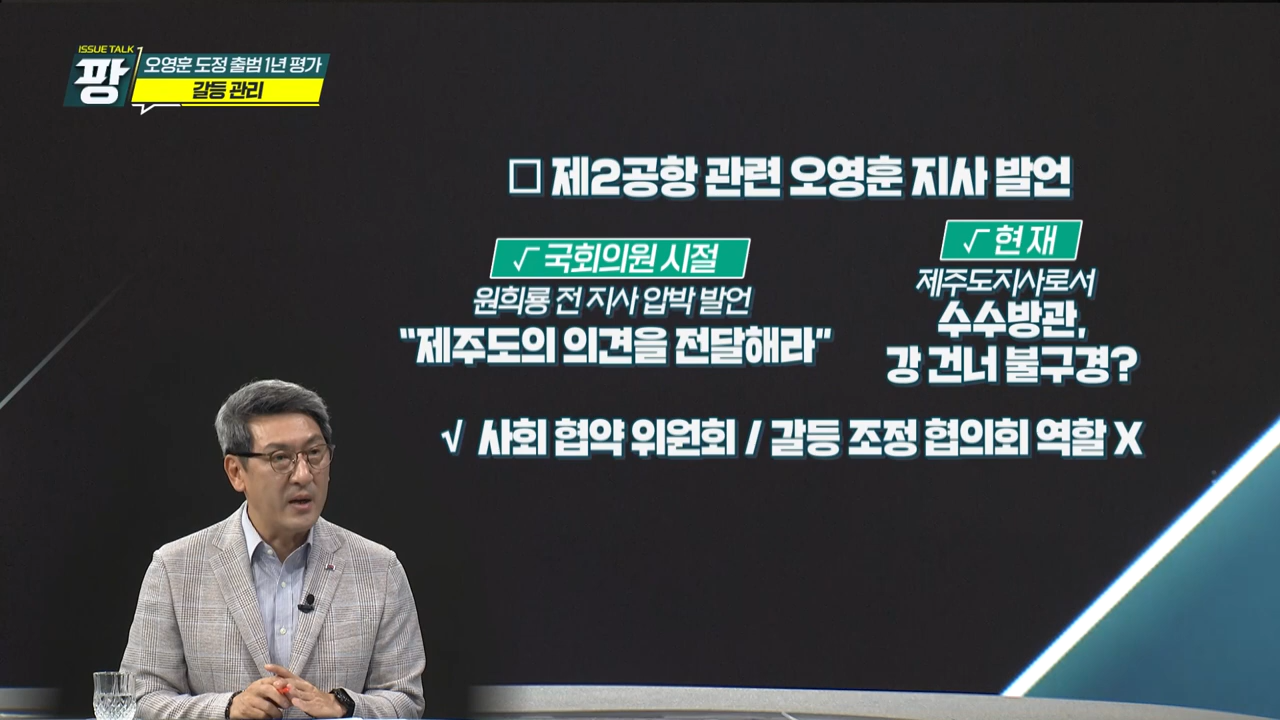 ISSUE TALK
팡
오영훈 도정 출범 1년 평가
갈등 관리
□ 제2공항 관련 오영훈 지사 발언
√ 국회의원 시절
원희룡 전 지사 압박 발언
“제주도의 의견을 전달해라”
√ 현 재
제주도지사로서
수수방관,
강 건너 불구경?
√ 사회 협약 위원회 / 갈등 조정 협의회 역할 X